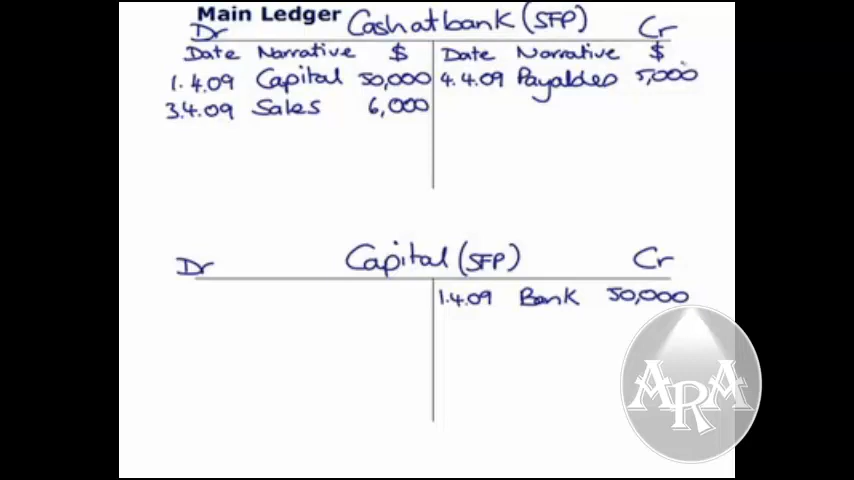 Main Ledger Cash at bank (SFP)
Dr Cr
Date Narrative $ Date Narrative $
1.4.09 Capital 50,000 4.4.09 Payables 5,000
3.4.09 Sales 6,000
Dr Capital (SFP) Cr
1.4.09 Bank 50,000
ARA